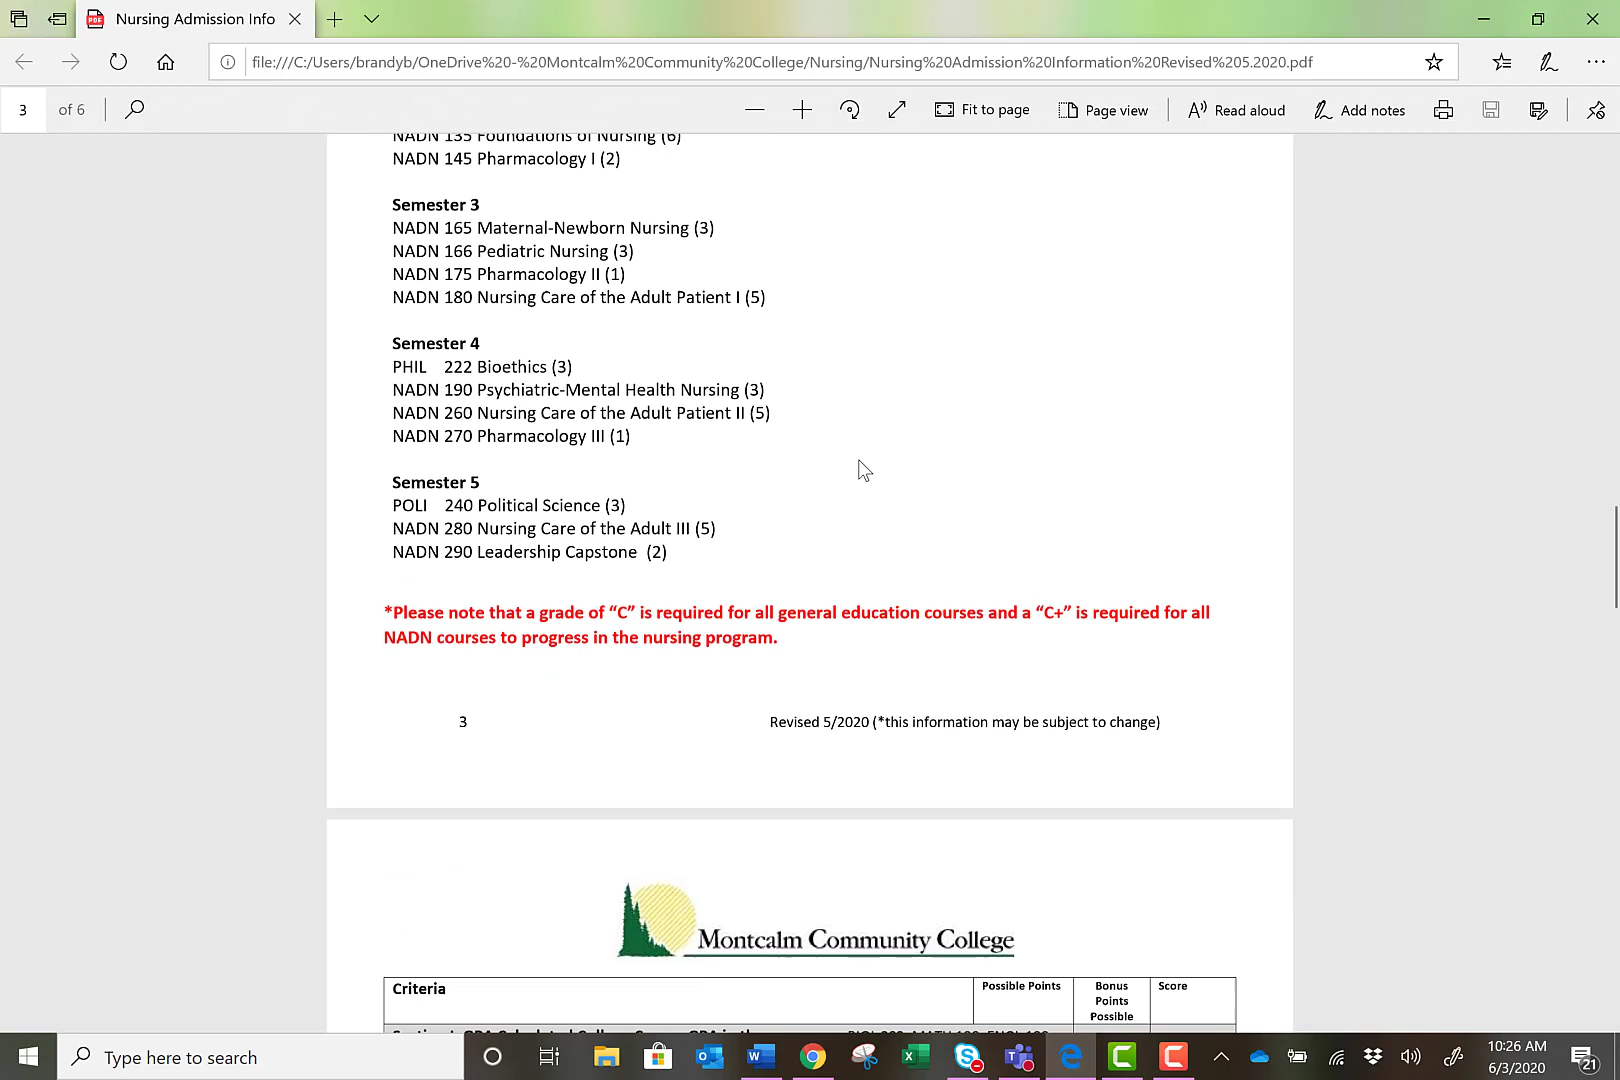 Nursing Admission Info
file:///C:/Users/brandyb/OneDrive%20-%20Montcalm%20Community%20College/Nursing/Nursing%20Admission%20Information%20Revised%205.2020.pdf
3 of 6
Fit to page
Page view
Read aloud
Add notes
NADN 135 Foundations of Nursing (6)
NADN 145 Pharmacology I (2)
Semester 3
NADN 165 Maternal-Newborn Nursing (3)
NADN 166 Pediatric Nursing (3)
NADN 175 Pharmacology II (1)
NADN 180 Nursing Care of the Adult Patient I (5)
Semester 4
PHIL 222 Bioethics (3)
NADN 190 Psychiatric-Mental Health Nursing (3)
NADN 260 Nursing Care of the Adult Patient II (5)
NADN 270 Pharmacology III (1)
Semester 5
POLI 240 Political Science (3)
NADN 280 Nursing Care of the Adult III (5)
NADN 290 Leadership Capstone (2)
*Please note that a grade of “C” is required for all general education courses and a “C+” is required for all
NADN courses to progress in the nursing program.
3 Revised 5/2020 (*this information may be subject to change)
Montcalm Community College
Criteria
Possible Points
Bonus
Points
Possible
Score
Type here to search
10:26 AM
6/3/2020
21